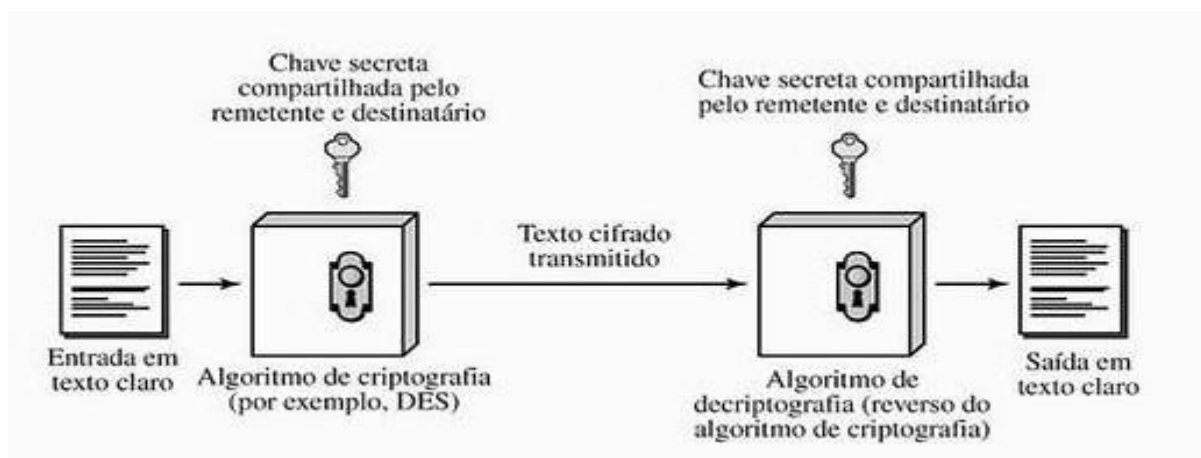 Chave secreta
compartilhada pelo
remetente e destinatário
Chave secreta compartilhada
pelo remetente e destinatário
Texto cifrado
transmitido
Entrada em
texto claro
Algoritmo de criptografia
(por exemplo, DES)
Algoritmo de
decriptografia (reverso do
algoritmo de criptografia)
Saída em
texto claro